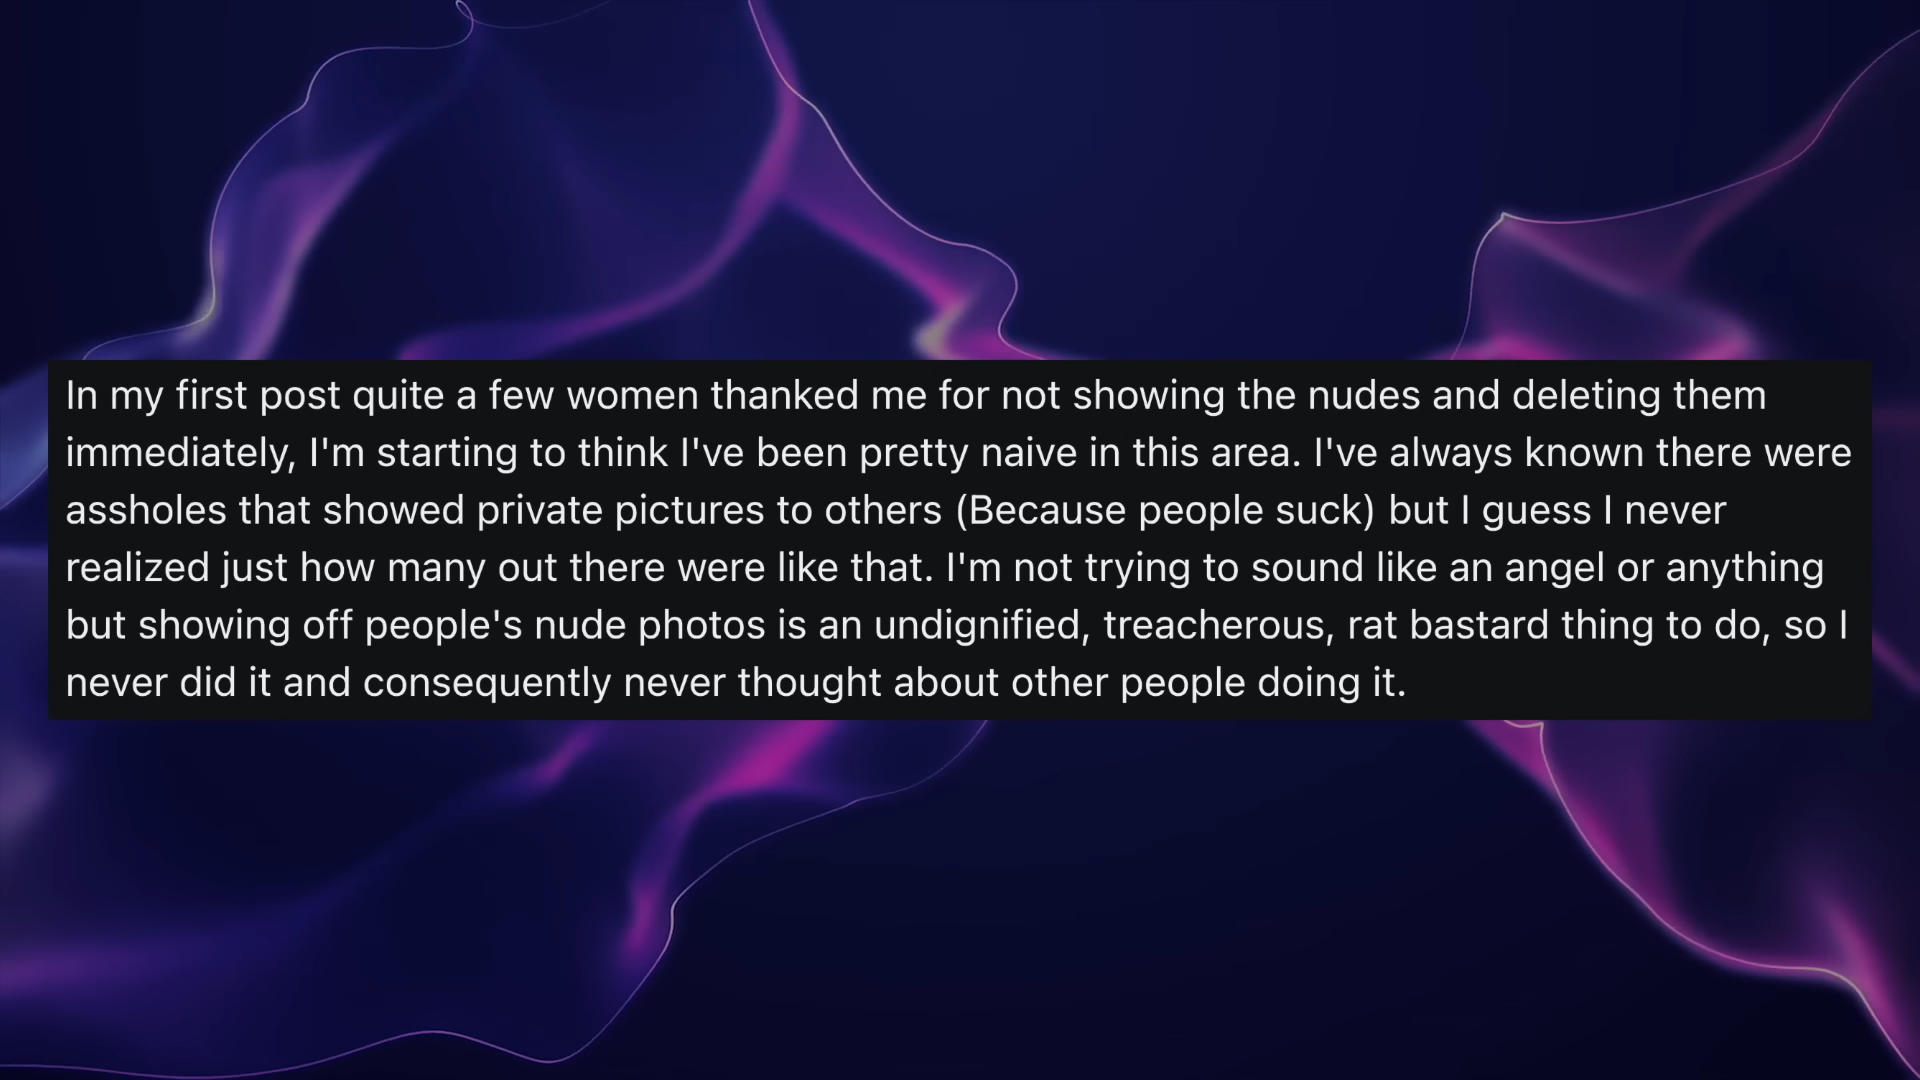 In my first post quite a few women thanked me for not showing the nudes and deleting them
immediately, I'm starting to think I've been pretty naive in this area. I've always known there were
assholes that showed private pictures to others (Because people suck) but I guess I never
realized just how many out there were like that. I'm not trying to sound like an angel or anything
but showing off people's nude photos is an undignified, treacherous, rat bastard thing to do, so I
never did it and consequently never thought about other people doing it.